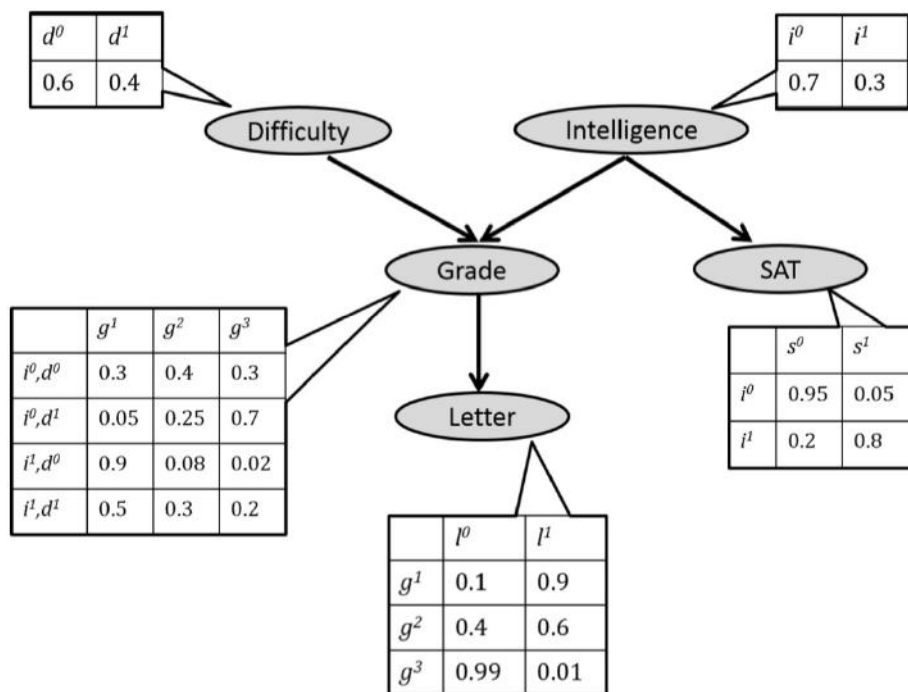 d⁰ d¹
0.6 0.4
i⁰ i¹
0.7 0.3
Difficulty
Intelligence
Grade
SAT
g¹ g² g³
i⁰,d⁰ 0.3 0.4 0.3
i⁰,d¹ 0.05 0.25 0.7
i¹,d⁰ 0.9 0.08 0.02
i¹,d¹ 0.5 0.3 0.2
s⁰ s¹
i⁰ 0.95 0.05
i¹ 0.2 0.8
Letter
l⁰ l¹
g¹ 0.1 0.9
g² 0.4 0.6
g³ 0.99 0.01